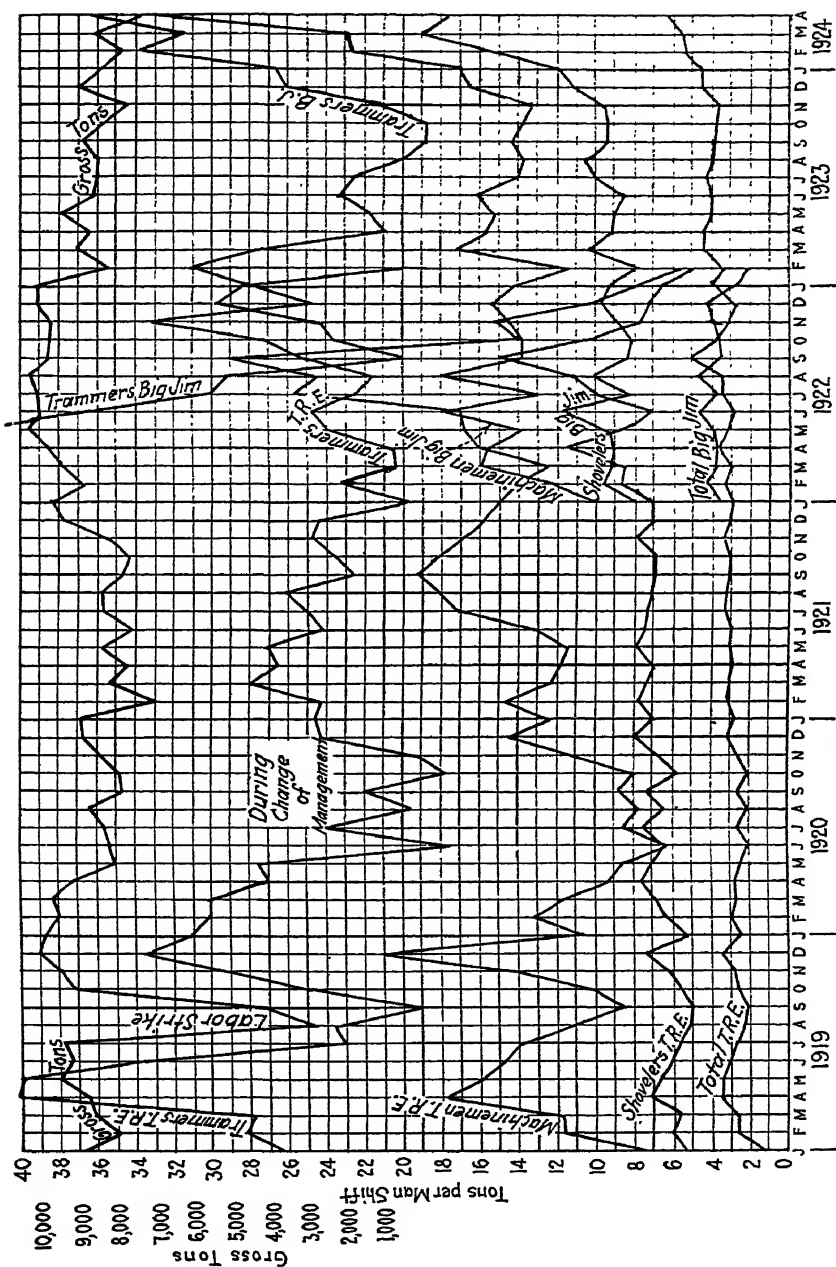 Gross Tons
10,000
9,000
8,000
7,000
6,000
5,000
4,000
3,000
2,000
1,000
Tons per Man Shift
40
38
36
34
32
30
28
26
24
22
20
18
16
14
12
10
8
6
4
2
0
Gross
Tons
Trammers T.R.E.
Labor Strike
Machinemen T.R.E.
Shovelers T.R.E.
Total T.R.E.
During
Change
of
Management
Trammers, Big Jim
Trammers T.R.E.
Machinemen Big Jim
Shovelers Big Jim
Total Big Jim
Gross Tons
Trammers B.J.
J F M A M J J A S O N D J F M A M J J A S O N D J F M A M J J A S O N D J F M A M J J A S O N D J F M A M J J A S O N D J F M A
1919 1920 1921 1922 1923 1924